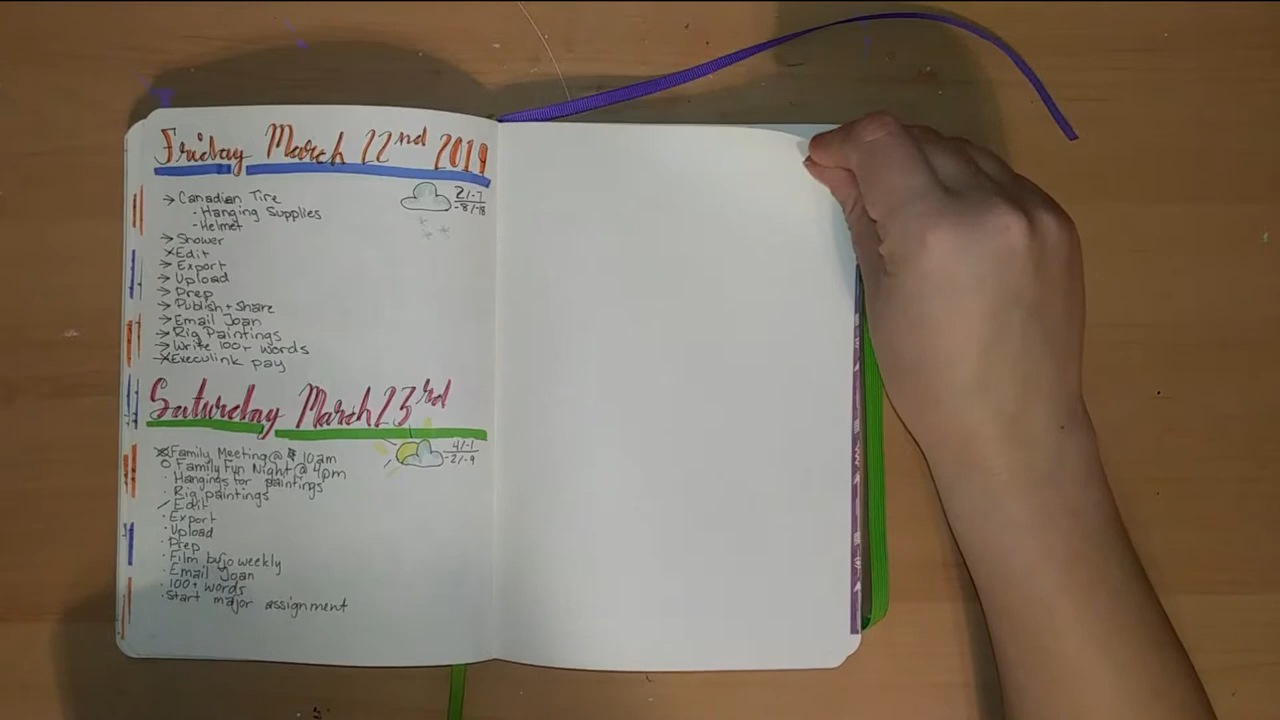 Friday March 22nd 2019
→ Canadian Tire
- Hanging Supplies
- Helmet
2/-7
-8/-18
→ Shower
× Edit
→ Export
→ Upload
→ Prep
→ Publish + Share
→ Email Joan
→ Rig Paintings
→ Write 100+ words
× Execulink pay
Saturday March 23rd
× Family Meeting @ 10am
4/-1
-2/-9
○ Family Fun Night @ 4pm
· Hangings for paintings
· Rig paintings
/ Edit
· Export
· Upload
· Prep
· Film bujo weekly
· Email Joan
· 100+ words
· Start major assignment